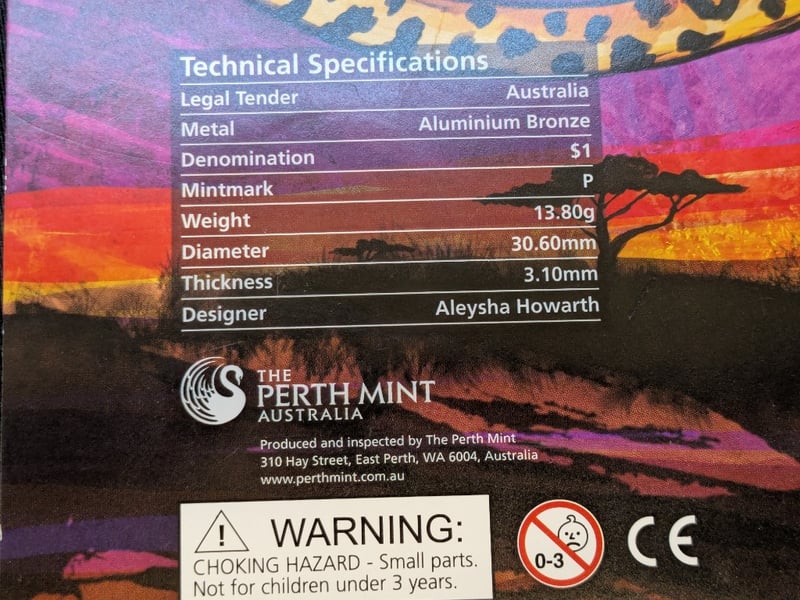 Technical Specifications
Legal Tender Australia
Metal Aluminium Bronze
Denomination $1
Mintmark P
Weight 13.80g
Diameter 30.60mm
Thickness 3.10mm
Designer Aleysha Howarth
THE
PERTH MINT
AUSTRALIA
Produced and inspected by The Perth Mint
310 Hay Street, East Perth, WA 6004, Australia
www.perthmint.com.au
! WARNING:
CHOKING HAZARD - Small parts.
Not for children under 3 years.
0-3
CE